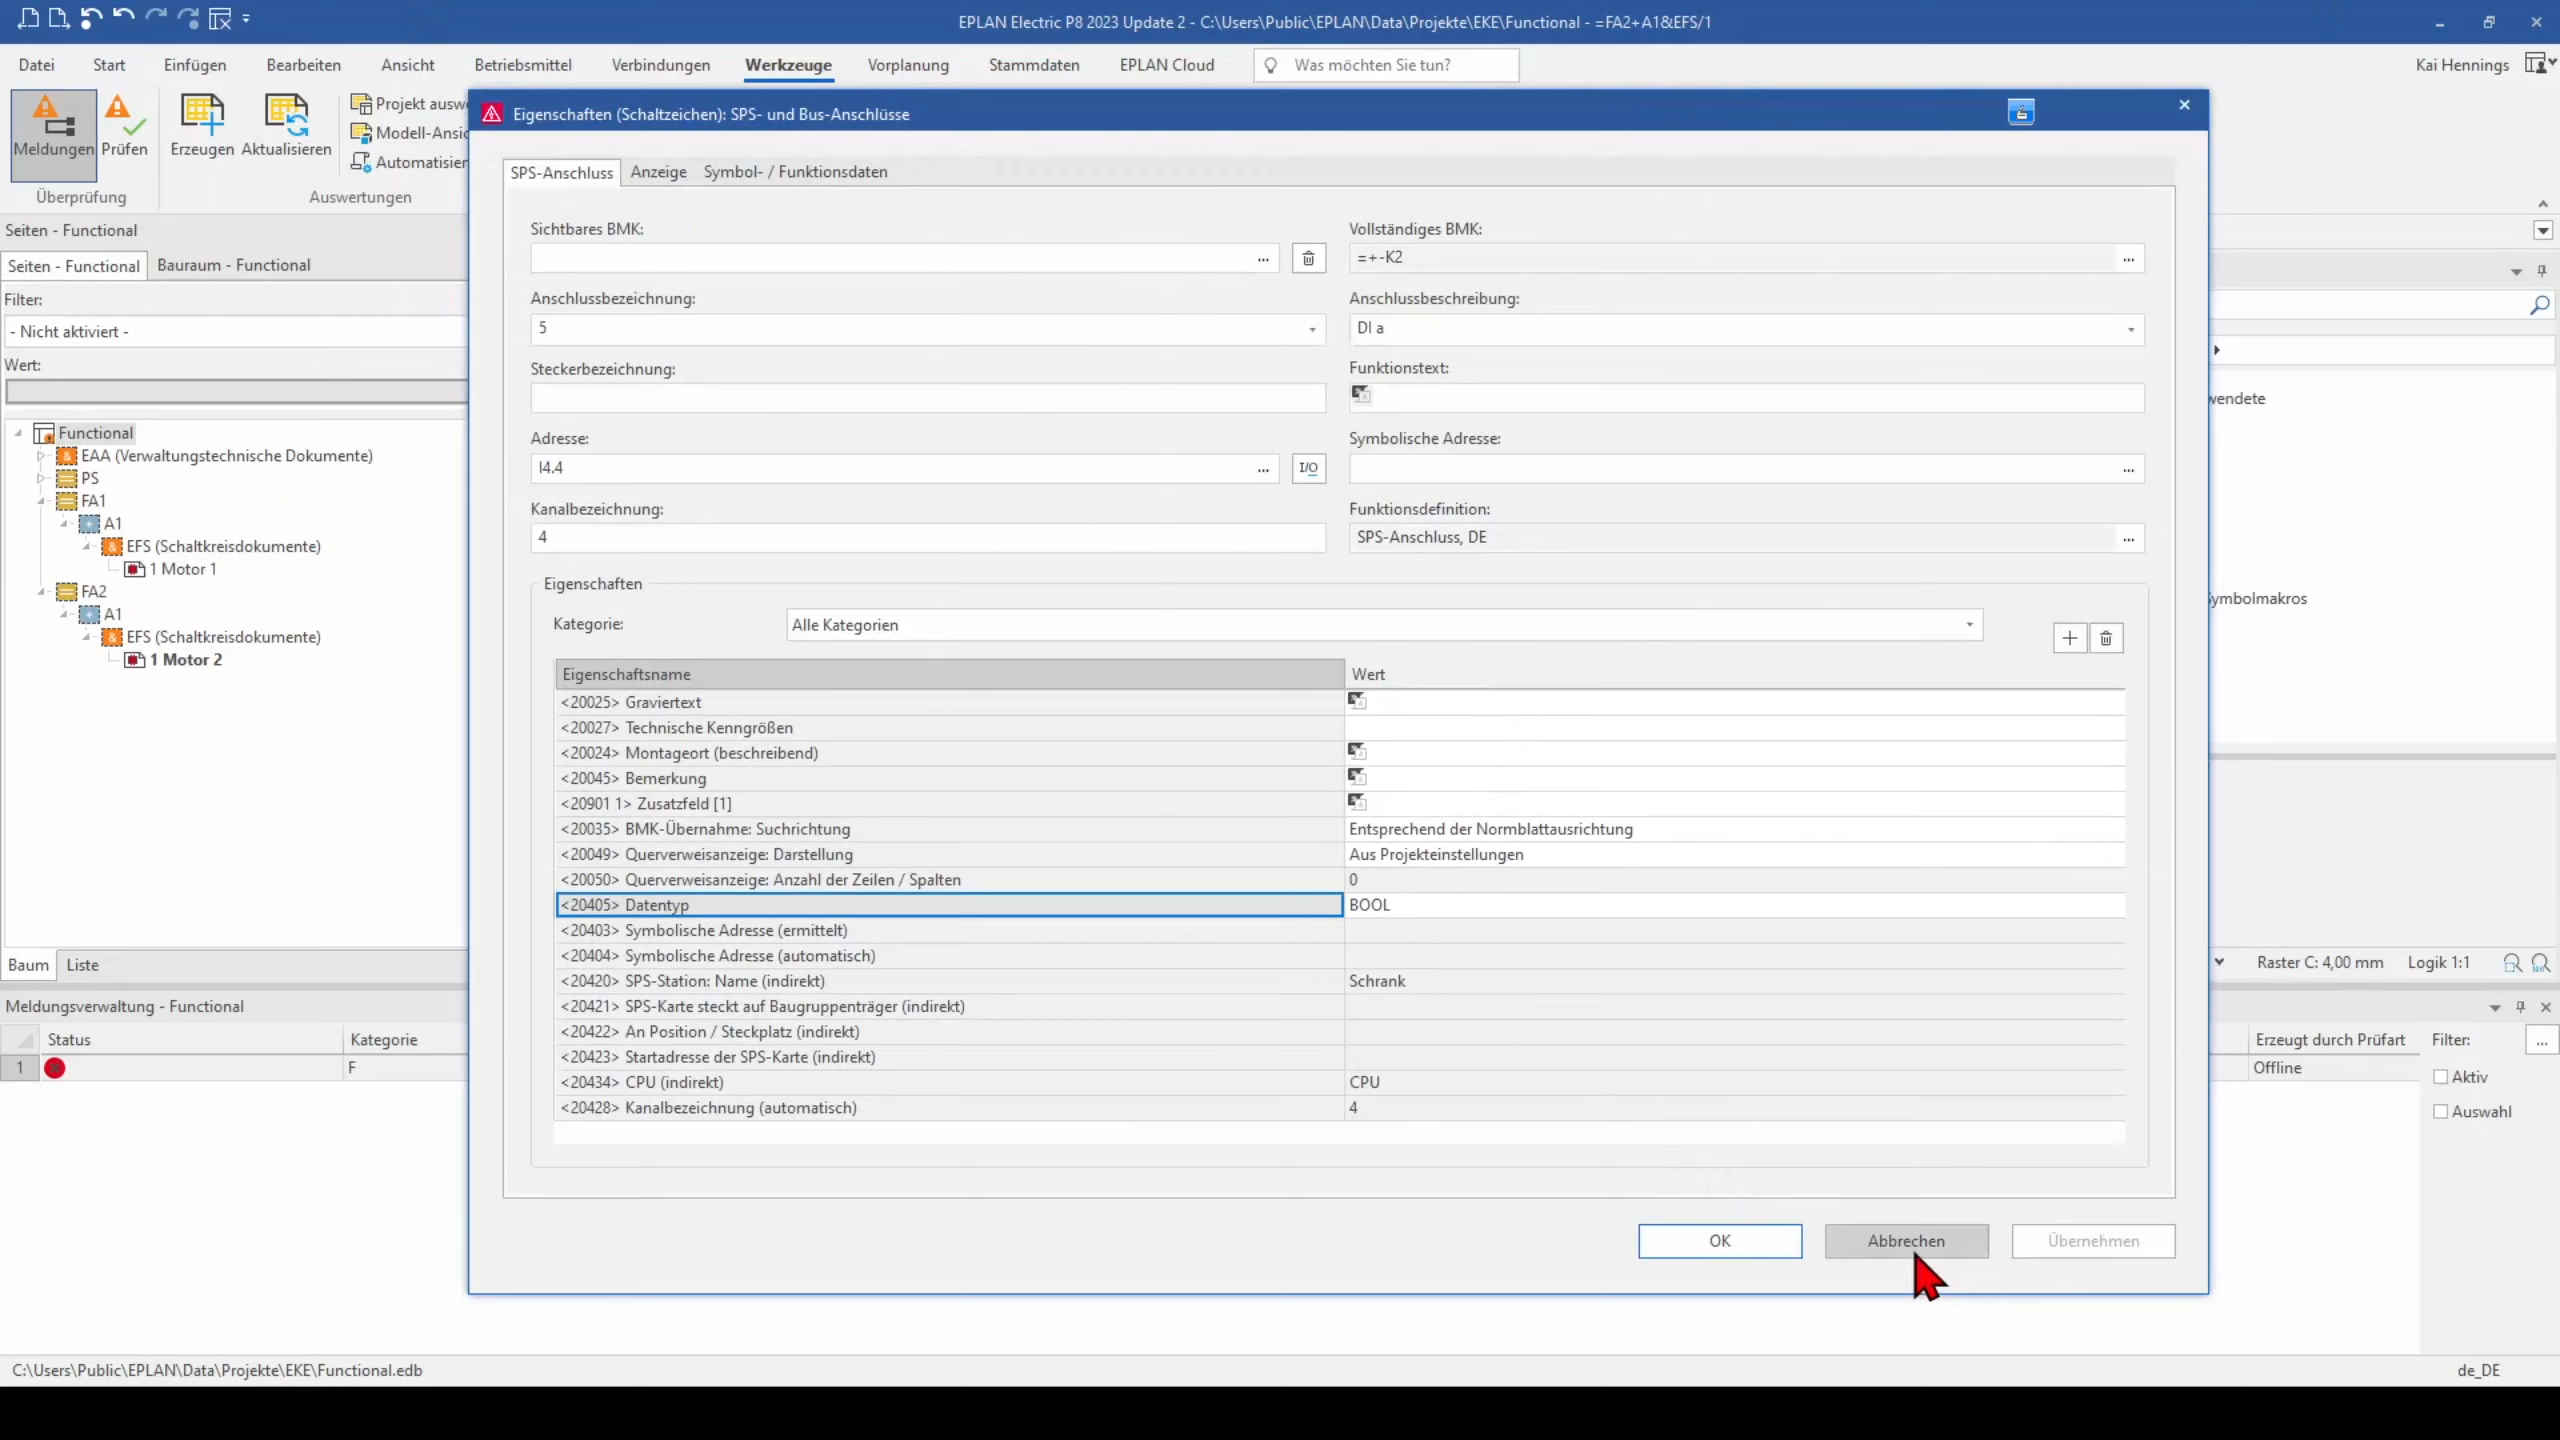 EPLAN Electric P8 2023 Update 2 - C:\Users\Public\EPLAN\Data\Projekte\EKE\Functional - =FA2+A1&EFS/1
Datei Start Einfügen Bearbeiten Ansicht Betriebsmittel Verbindungen Werkzeuge Vorplanung Stammdaten EPLAN Cloud Was möchten Sie tun? Kai Hennings
Projekt ausw
Modell-Ansic
Automatisier
Meldungen Prüfen Erzeugen Aktualisieren
Überprüfung Auswertungen
Eigenschaften (Schaltzeichen): SPS- und Bus-Anschlüsse
SPS-Anschluss Anzeige Symbol- / Funktionsdaten
Seiten - Functional
Seiten - Functional Bauraum - Functional
Filter:
- Nicht aktiviert -
Wert:
Functional
EAA (Verwaltungstechnische Dokumente)
PS
FA1
A1
EFS (Schaltkreisdokumente)
1 Motor 1
FA2
A1
EFS (Schaltkreisdokumente)
1 Motor 2
Baum Liste
Sichtbares BMK: Vollständiges BMK:
... =+-K2 ...
Anschlussbezeichnung: Anschlussbeschreibung:
5 DI a
Steckerbezeichnung: Funktionstext:
Adresse: Symbolische Adresse:
I4.4 ... I/O ...
Kanalbezeichnung: Funktionsdefinition:
4 SPS-Anschluss, DE ...
Eigenschaften
Kategorie: Alle Kategorien
Eigenschaftsname Wert
<20025> Graviertext
<20027> Technische Kenngrößen
<20024> Montageort (beschreibend)
<20045> Bemerkung
<20901 1> Zusatzfeld [1]
<20035> BMK-Übernahme: Suchrichtung Entsprechend der Normblattausrichtung
<20049> Querverweisanzeige: Darstellung Aus Projekteinstellungen
<20050> Querverweisanzeige: Anzahl der Zeilen / Spalten 0
<20405> Datentyp BOOL
<20403> Symbolische Adresse (ermittelt)
<20404> Symbolische Adresse (automatisch)
<20420> SPS-Station: Name (indirekt) Schrank
<20421> SPS-Karte steckt auf Baugruppenträger (indirekt)
<20422> An Position / Steckplatz (indirekt)
<20423> Startadresse der SPS-Karte (indirekt)
<20434> CPU (indirekt) CPU
<20428> Kanalbezeichnung (automatisch) 4
OK Abbrechen Übernehmen
wendete
ymbolmakros
Raster C: 4,00 mm Logik 1:1
Meldungsverwaltung - Functional
Status Kategorie Erzeugt durch Prüfart Filter: ...
1 F Offline
Aktiv
Auswahl
C:\Users\Public\EPLAN\Data\Projekte\EKE\Functional.edb de_DE